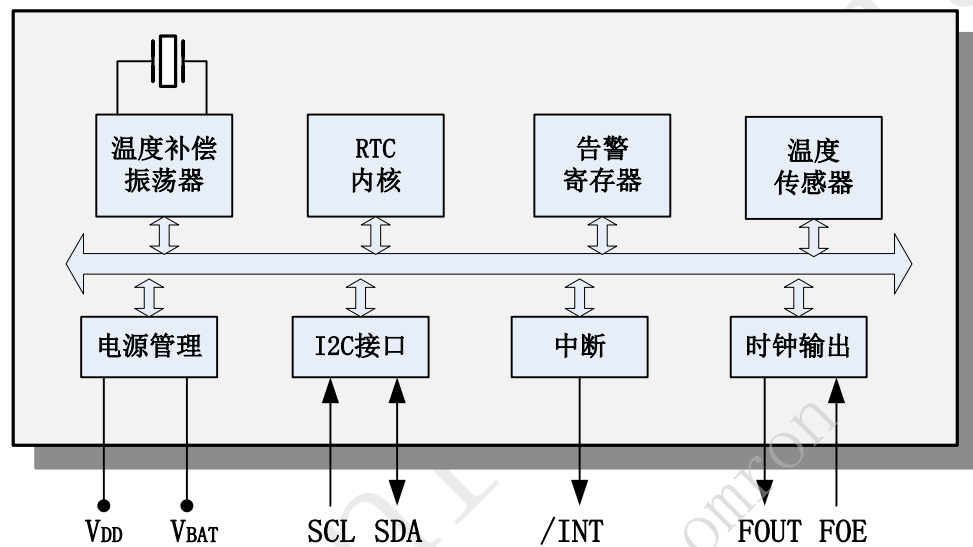 温度补偿
振荡器
RTC
内核
告警
寄存器
温度
传感器
电源管理
I2C接口
中断
时钟输出
VDD
VBAT
SCL SDA
/INT
FOUT FOE
omron